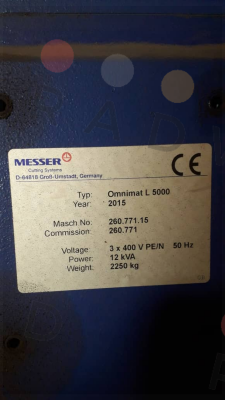 MESSER
Cutting Systems
D-64818 Groß-Umstadt, Germany
CE
Typ: Omnimat L 5000
Year: 2015
Masch No. 260.771.15
Commission: 260.771
Voltage: 3 x 400 V PE/N 50 Hz
Power: 12 kVA
Weight: 2250 kg